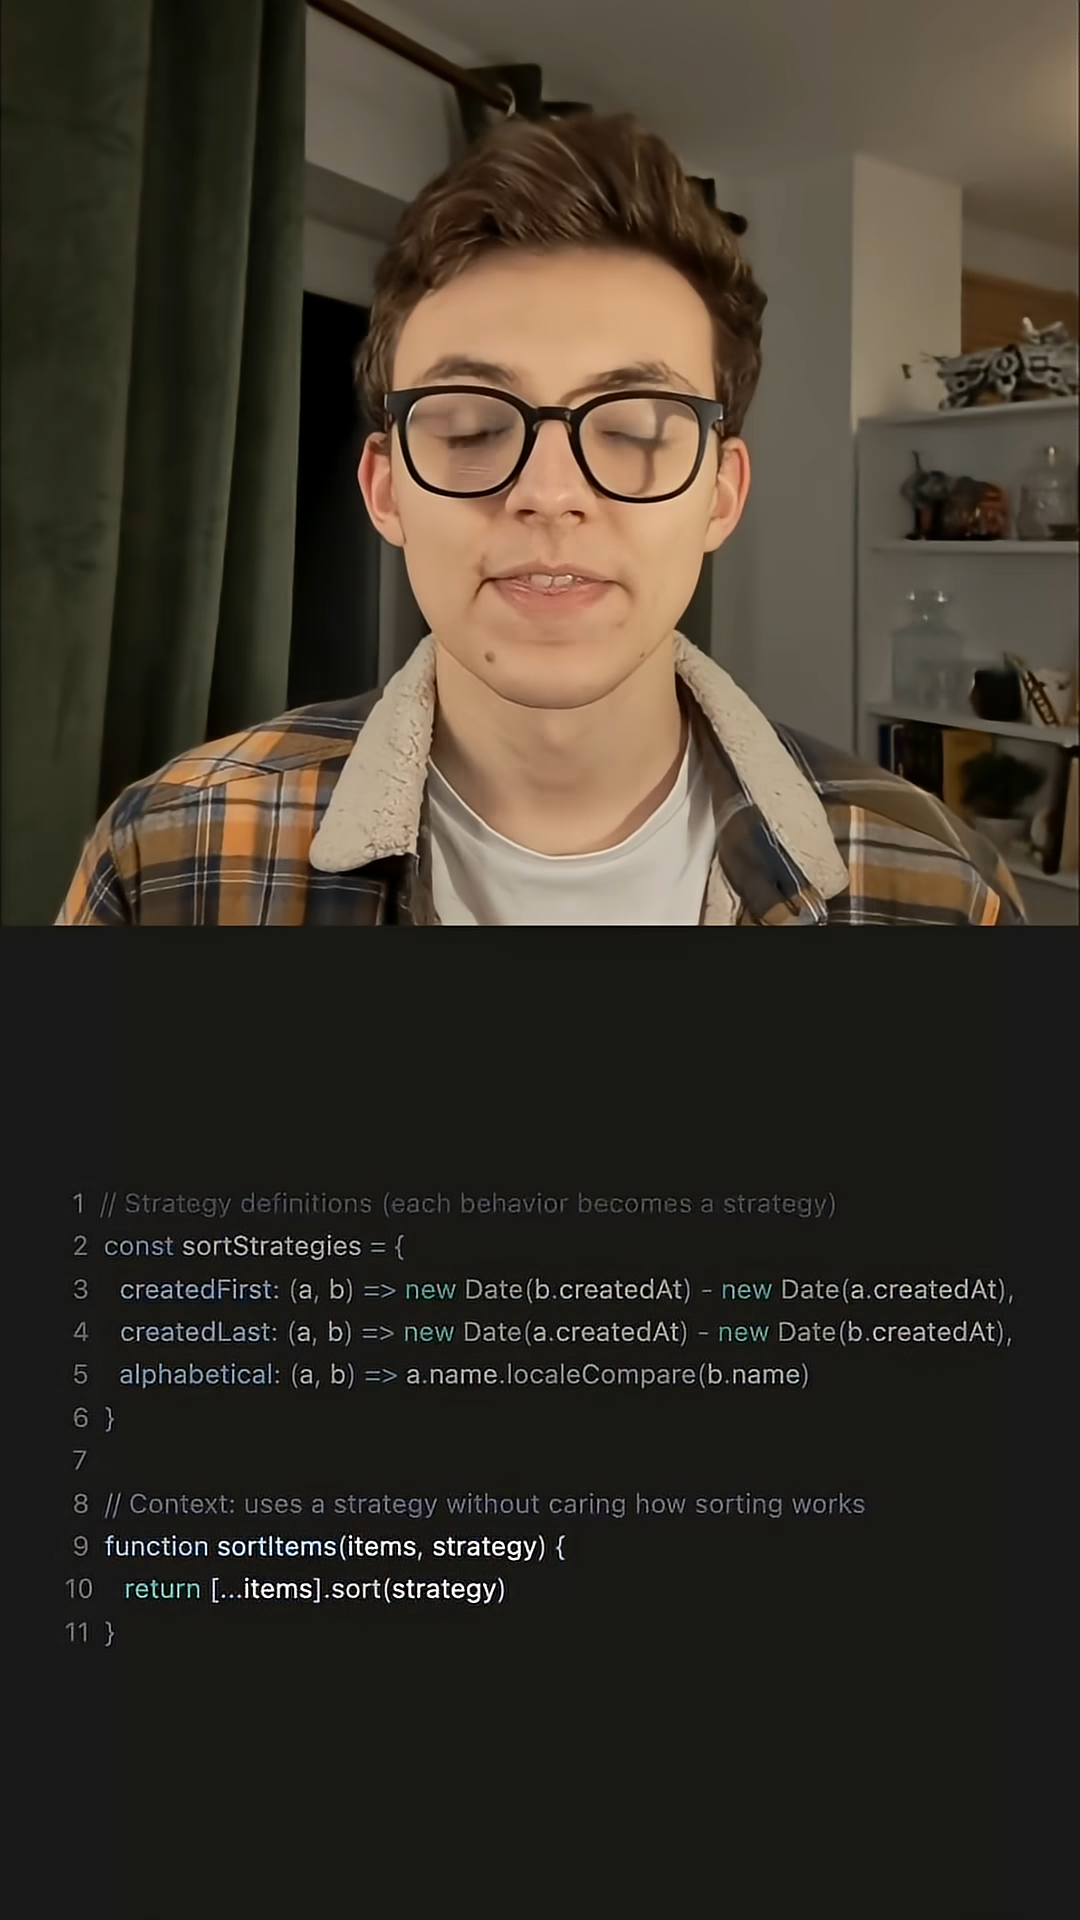 1 // Strategy definitions (each behavior becomes a strategy)
2 const sortStrategies = {
3 createdFirst: (a, b) => new Date(b.createdAt) - new Date(a.createdAt),
4 createdLast: (a, b) => new Date(a.createdAt) - new Date(b.createdAt),
5 alphabetical: (a, b) => a.name.localeCompare(b.name)
6 }
7
8 // Context: uses a strategy without caring how sorting works
9 function sortItems(items, strategy) {
10 return [...items].sort(strategy)
11 }